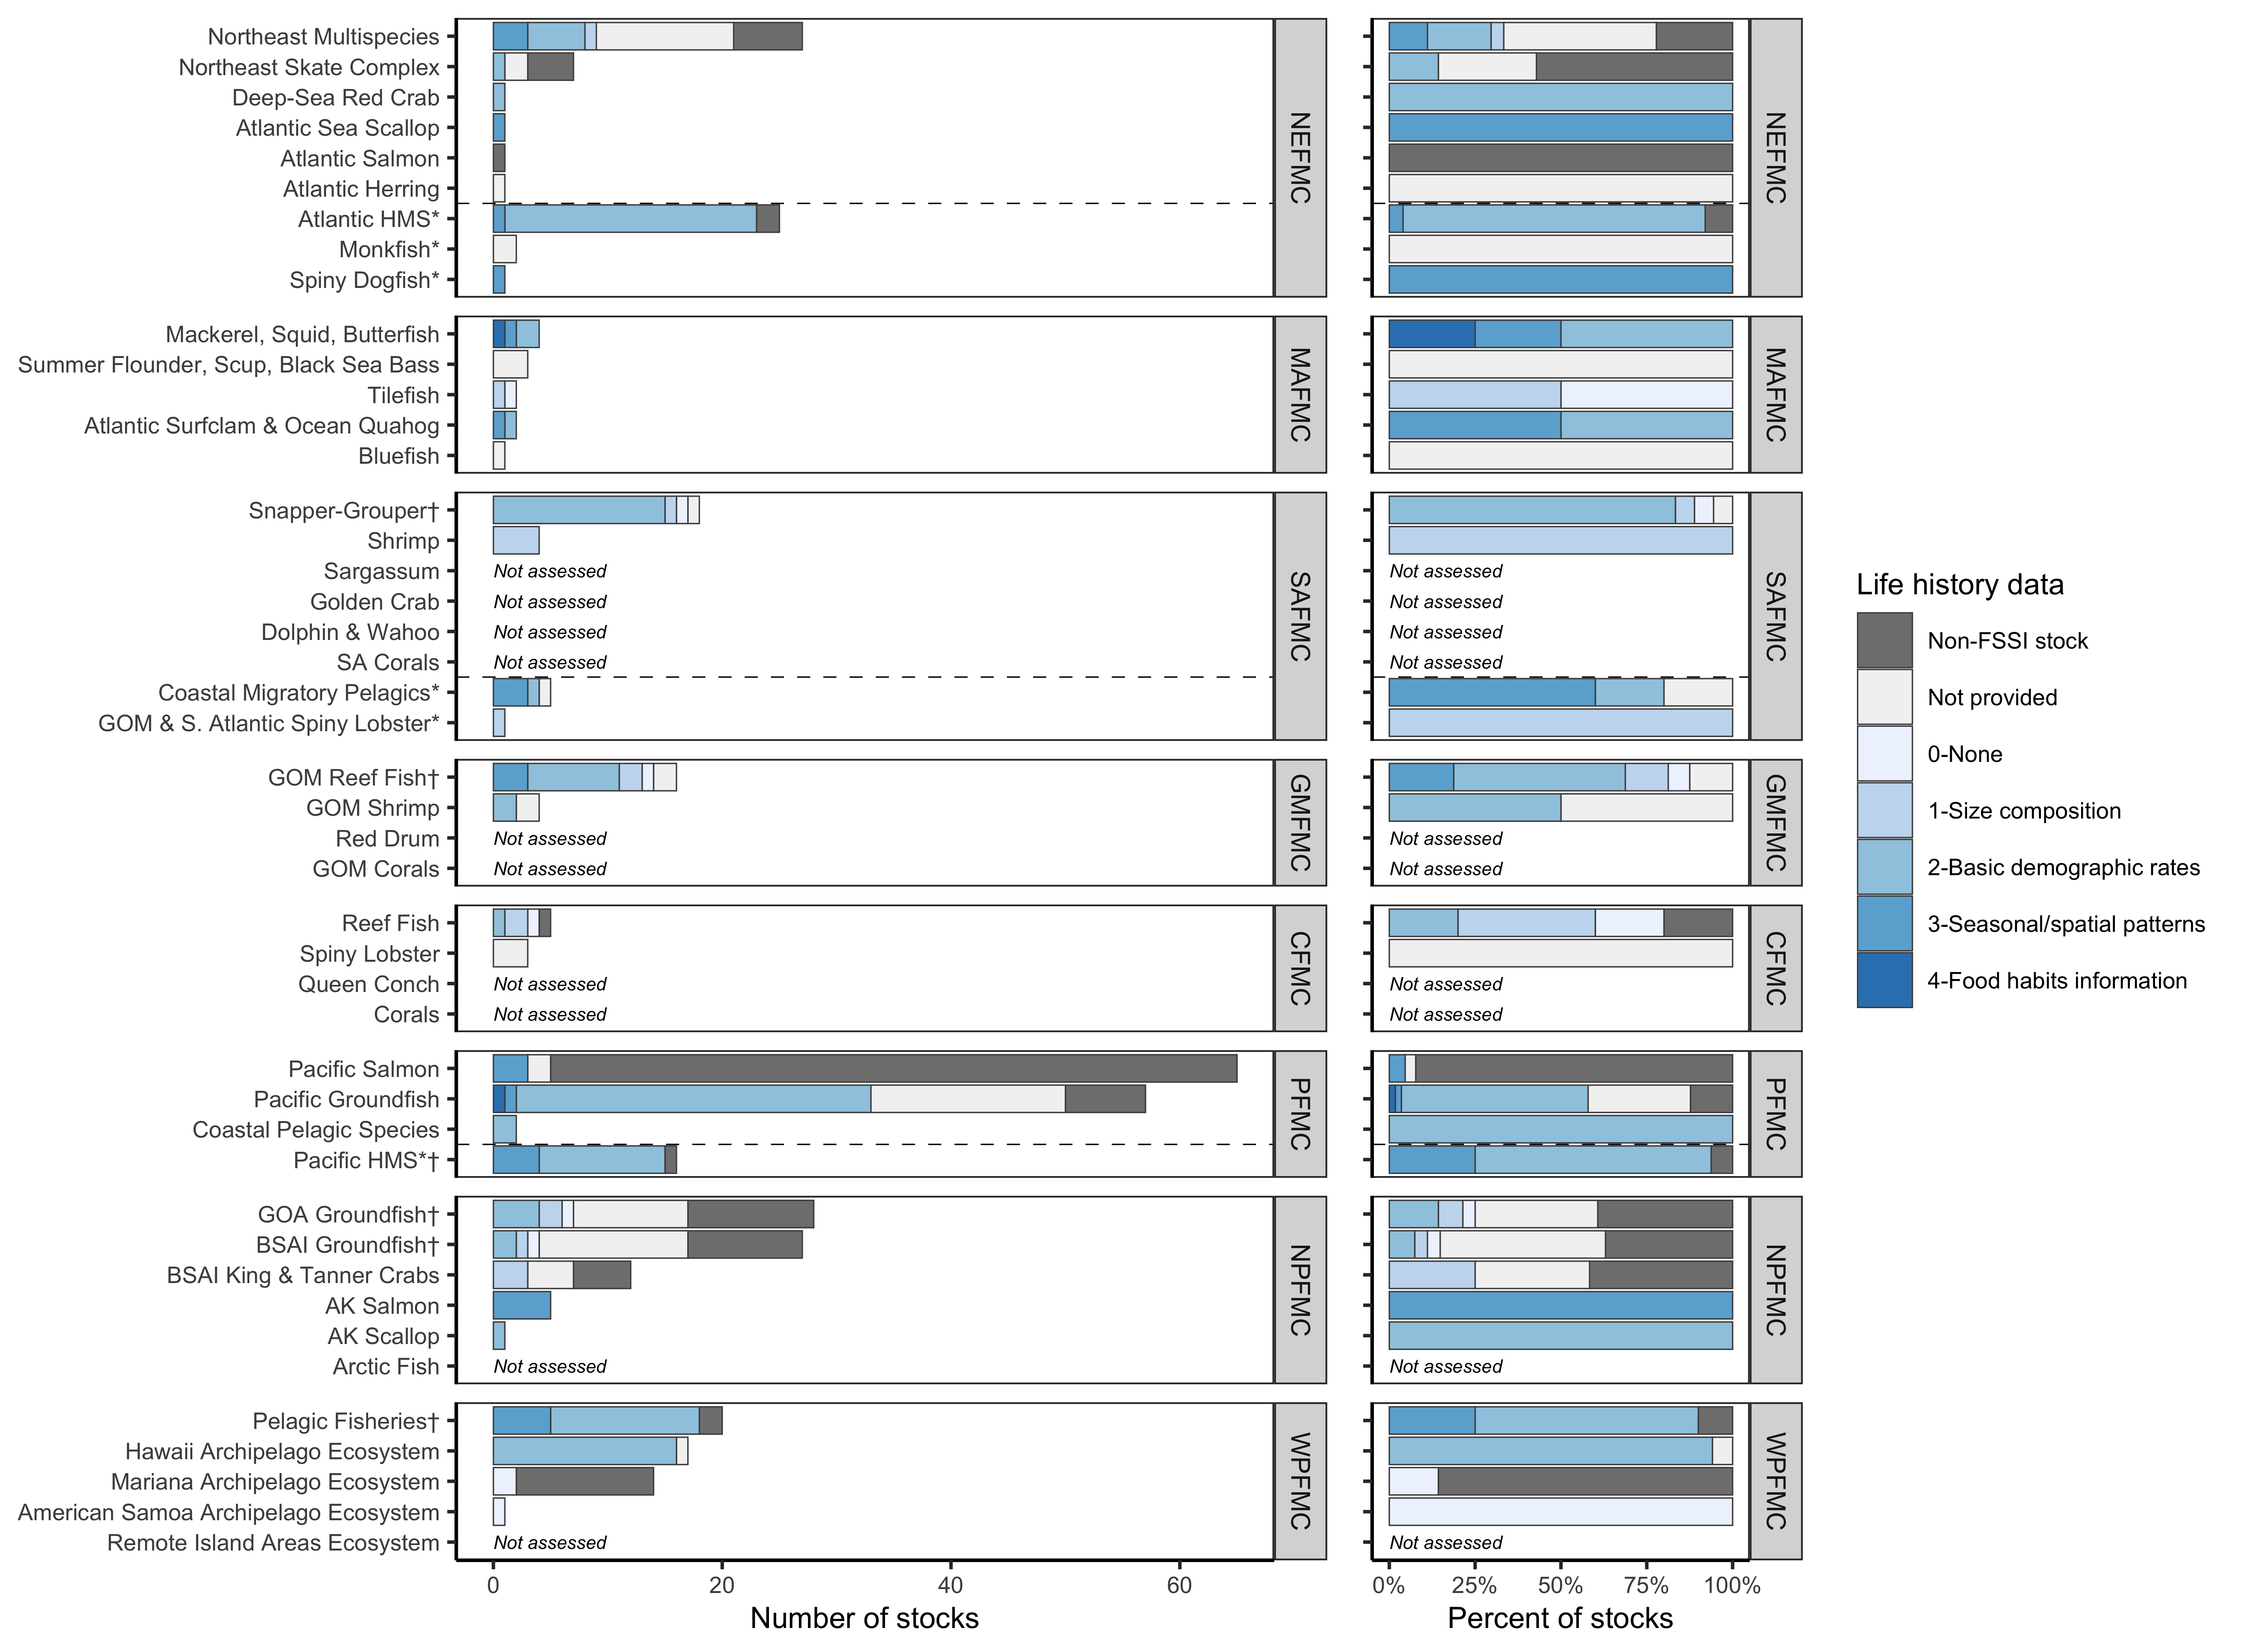 Northeast Multispecies
Northeast Skate Complex
Deep-Sea Red Crab
Atlantic Sea Scallop
Atlantic Salmon
Atlantic Herring
Atlantic HMS*
Monkfish*
Spiny Dogfish*
NEFMC
NEFMC
Mackerel, Squid, Butterfish
Summer Flounder, Scup, Black Sea Bass
Tilefish
Atlantic Surfclam & Ocean Quahog
Bluefish
MAFMC
MAFMC
Snapper-Grouper†
Shrimp
Sargassum Not assessed Not assessed
Golden Crab Not assessed Not assessed
Dolphin & Wahoo Not assessed Not assessed
SA Corals Not assessed Not assessed
Coastal Migratory Pelagics*
GOM & S. Atlantic Spiny Lobster*
SAFMC
SAFMC
GOM Reef Fish†
GOM Shrimp
Red Drum Not assessed Not assessed
GOM Corals Not assessed Not assessed
GMFMC
GMFMC
Reef Fish
Spiny Lobster
Queen Conch Not assessed Not assessed
Corals Not assessed Not assessed
CFMC
CFMC
Pacific Salmon
Pacific Groundfish
Coastal Pelagic Species
Pacific HMS*†
PFMC
PFMC
GOA Groundfish†
BSAI Groundfish†
BSAI King & Tanner Crabs
AK Salmon
AK Scallop
Arctic Fish Not assessed Not assessed
NPFMC
NPFMC
Pelagic Fisheries†
Hawaii Archipelago Ecosystem
Mariana Archipelago Ecosystem
American Samoa Archipelago Ecosystem
Remote Island Areas Ecosystem Not assessed Not assessed
WPFMC
WPFMC
0 20 40 60
Number of stocks
0% 25% 50% 75% 100%
Percent of stocks
Life history data
Non-FSSI stock
Not provided
0-None
1-Size composition
2-Basic demographic rates
3-Seasonal/spatial patterns
4-Food habits information